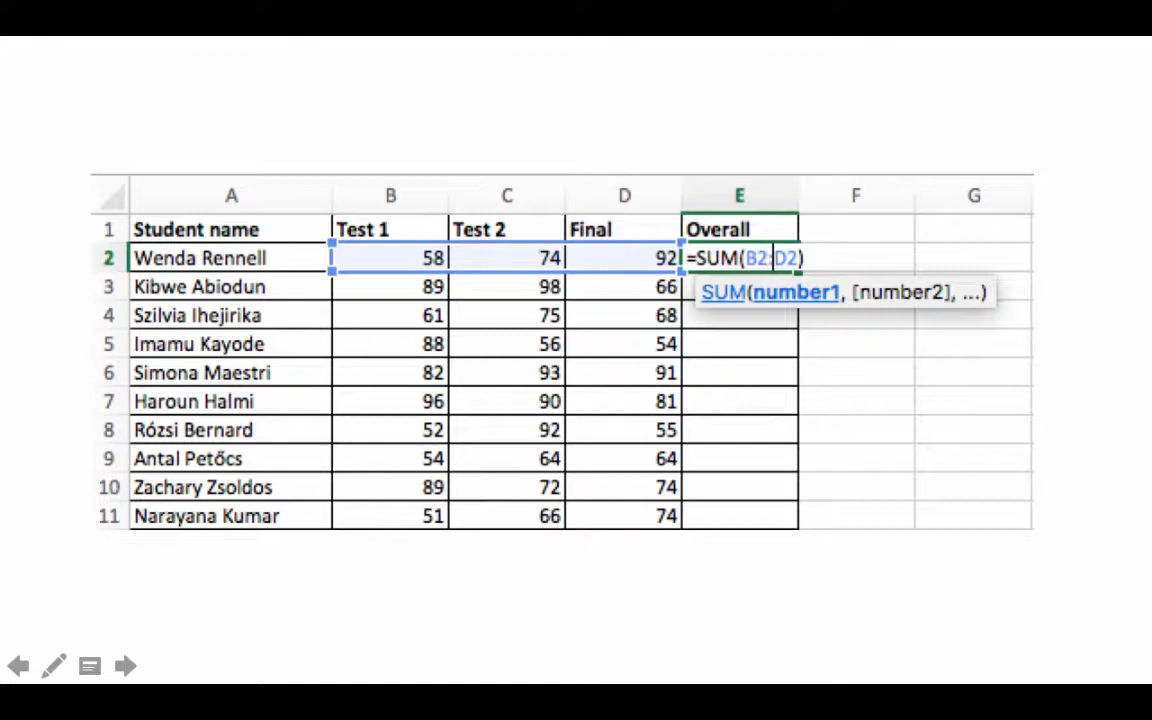 A B C D E F G
1 Student name Test 1 Test 2 Final Overall
2 Wenda Rennell 58 74 92 =SUM(B2:D2)
3 Kibwe Abiodun 89 98 66 SUM(number1, [number2], ...)
4 Szilvia Ihejirika 61 75 68
5 Imamu Kayode 88 56 54
6 Simona Maestri 82 93 91
7 Haroun Halmi 96 90 81
8 Rózsi Bernard 52 92 55
9 Antal Petőcs 54 64 64
10 Zachary Zsoldos 89 72 74
11 Narayana Kumar 51 66 74